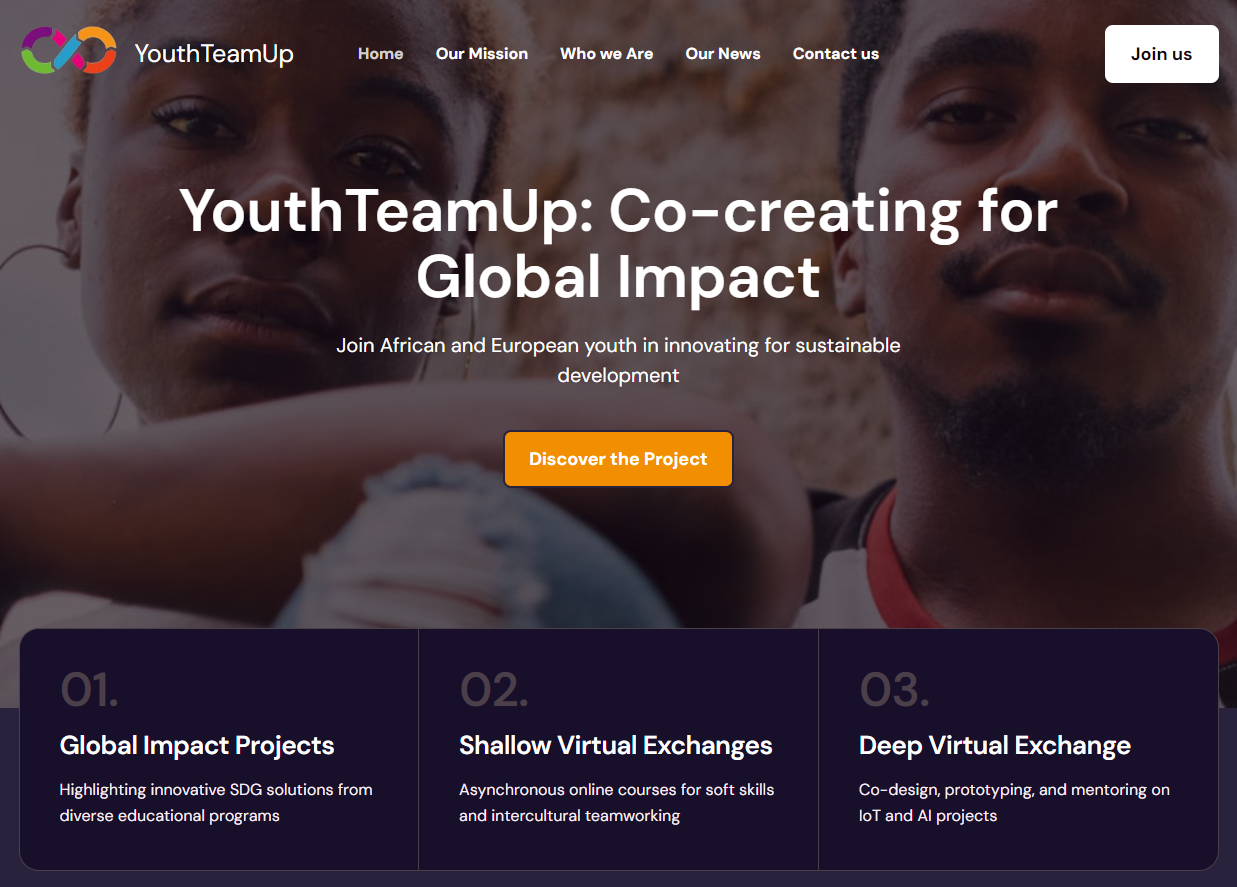 YouthTeamUp
Home
Our Mission
Who we Are
Our News
Contact us
Join us
YouthTeamUp: Co-creating for
Global Impact
Join African and European youth in innovating for sustainable
development
Discover the Project
01.
Global Impact Projects
Highlighting innovative SDG solutions from
diverse educational programs
02.
Shallow Virtual Exchanges
Asynchronous online courses for soft skills
and intercultural teamworking
03.
Deep Virtual Exchange
Co-design, prototyping, and mentoring on
IoT and AI projects